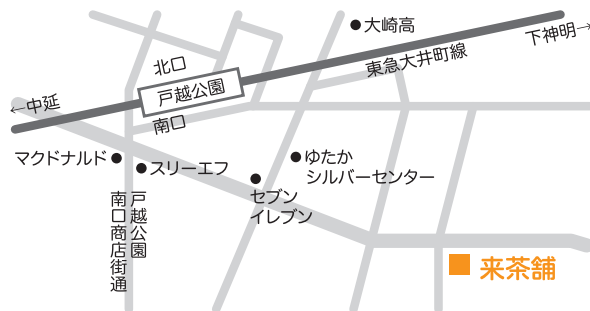 大崎高
下神明→
東急大井町線
北口
戸越公園
←中延
南口
マクドナルド
スリーエフ
ゆたか
シルバーセンター
セブン
イレブン
戸越公園
南口商店街通
来茶舗